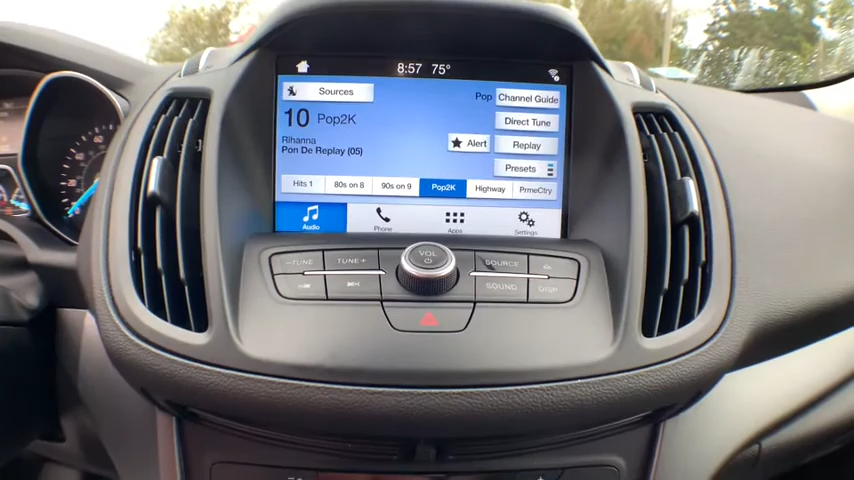 8:57 75°
Sources
Pop
Channel Guide
10 Pop2K
Direct Tune
Rihanna
Pon De Replay (05)
Alert
Replay
Presets
Hits 1
80s on 8
90s on 9
Pop2K
Highway
PrmeCtry
Audio
Phone
Apps
Settings
-TUNE
TUNE+
VOL
SOURCE
SOUND
DISP